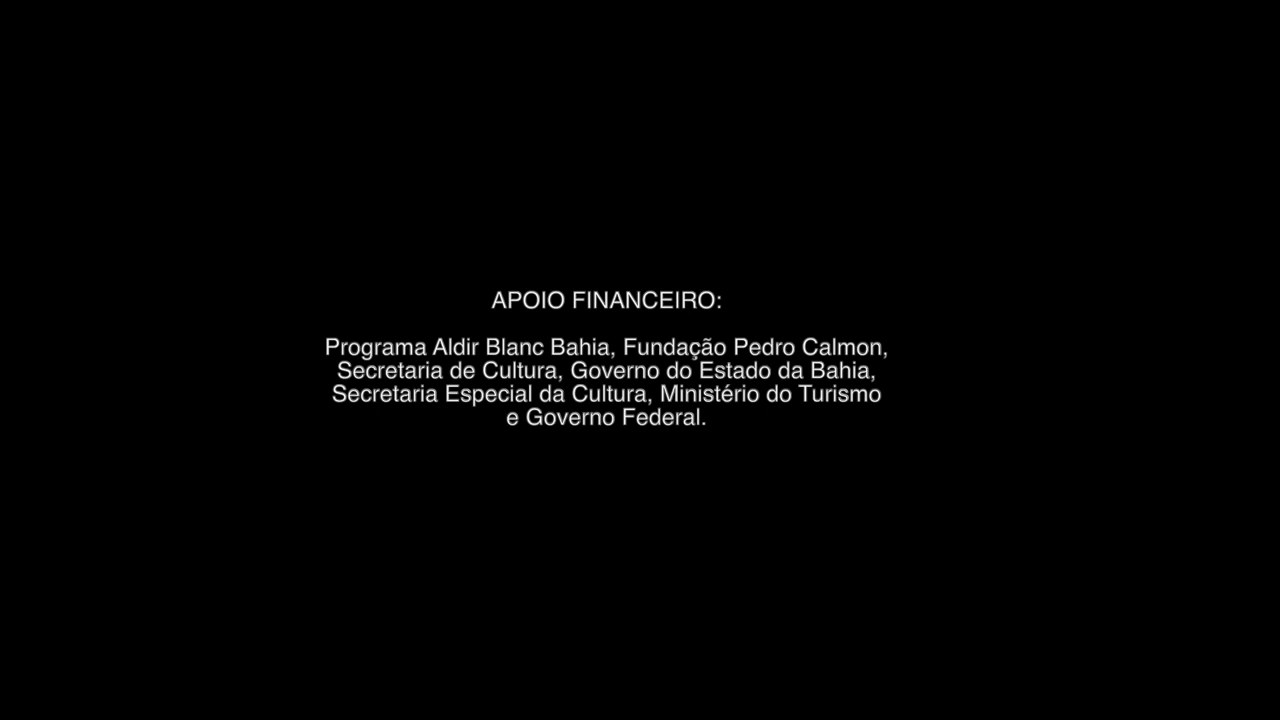 APOIO FINANCEIRO:
Programa Aldir Blanc Bahia, Fundação Pedro Calmon,
Secretaria de Cultura, Governo do Estado da Bahia,
Secretaria Especial da Cultura, Ministério do Turismo
e Governo Federal.